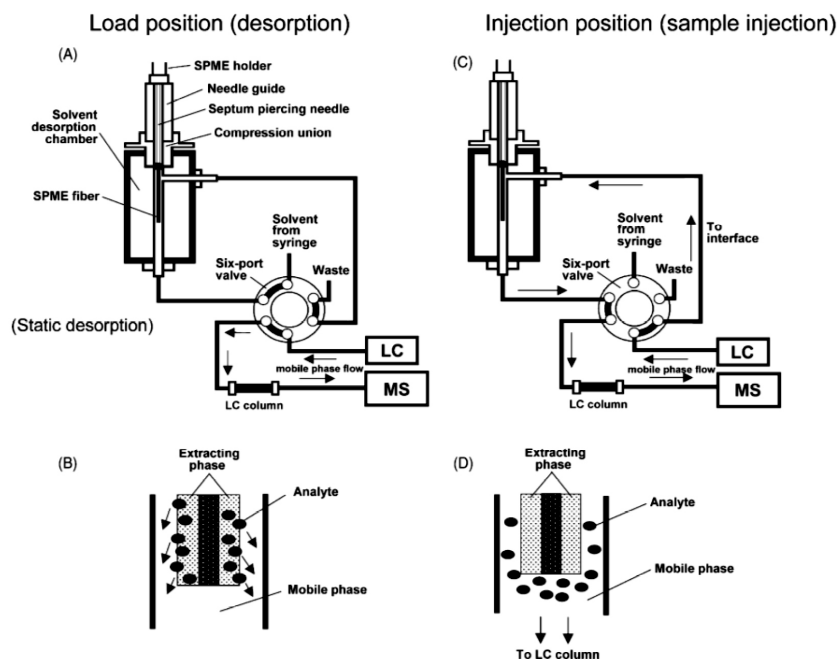 Load position (desorption)
Injection position (sample injection)
(A)
SPME holder
Needle guide
Septum piercing needle
Compression union
Solvent
desorption
chamber
SPME fiber
Solvent
from
syringe
Six-port
valve
Waste
(Static desorption)
LC
mobile phase flow
MS
LC column
(C)
Solvent
from
syringe
To
interface
Six-port
valve
Waste
LC
mobile phase flow
MS
LC column
(B)
Extracting
phase
Analyte
Mobile phase
(D)
Extracting
phase
Analyte
Mobile phase
To LC column